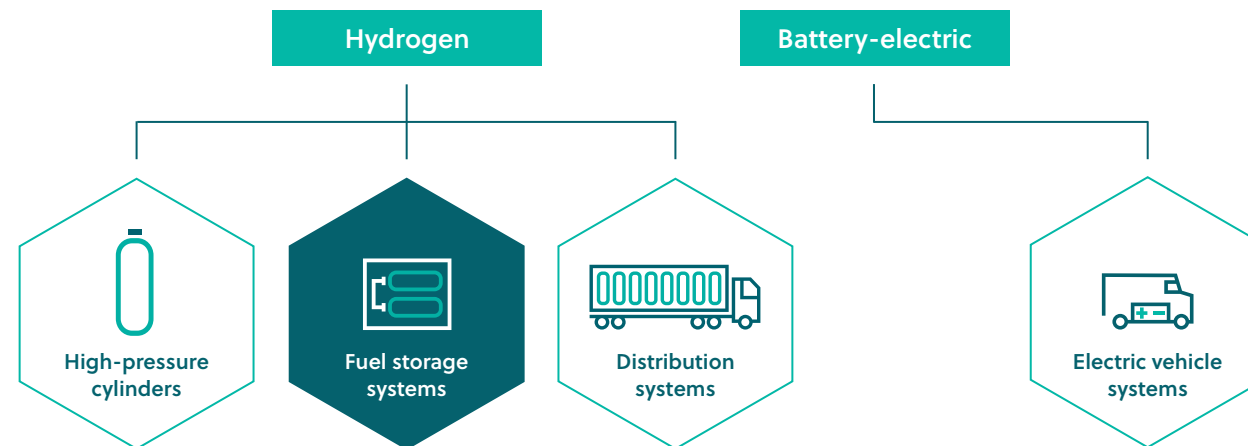 Hydrogen
Battery-electric
High-pressure
cylinders
Fuel storage
systems
Distribution
systems
Electric vehicle
systems